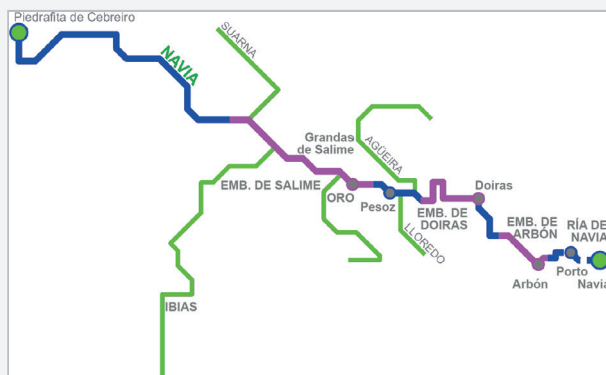 Piedrafita de Cebreiro
NAVIA
SUARNA
Grandas
de Salime
AGÜEIRA
EMB. DE SALIME
ORO
Pesoz
Doiras
EMB. DE
DOIRAS
LLOREDO
EMB. DE
ARBÓN
RÍA DE
NAVIA
Porto
Arbón
Navia
IBIAS